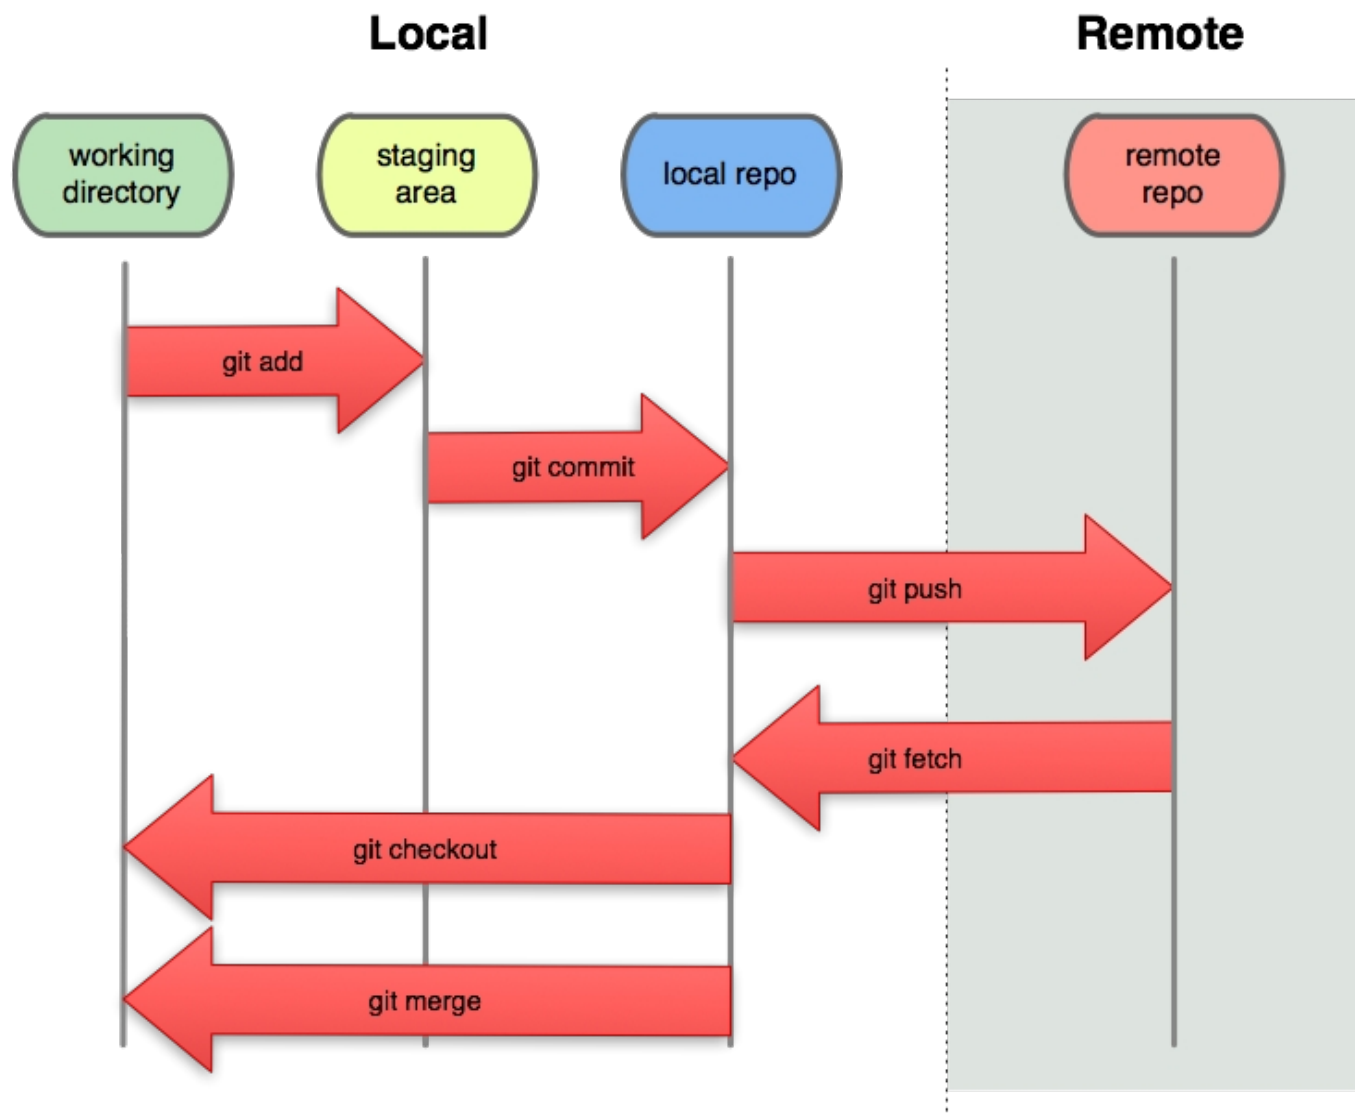 Local
Remote
working
directory
staging
area
local repo
remote
repo
git add
git commit
git push
git fetch
git checkout
git merge